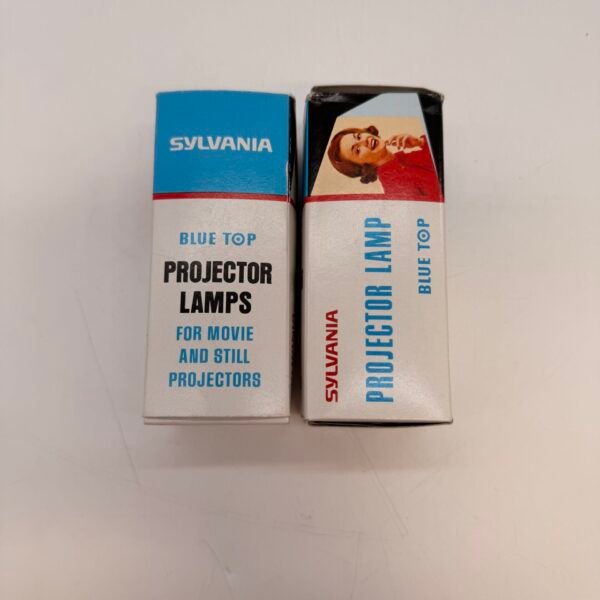 SYLVANIA
BLUE TOP
PROJECTOR
LAMPS
FOR MOVIE
AND STILL
PROJECTORS
SYLVANIA
PROJECTOR LAMP
BLUE TOP